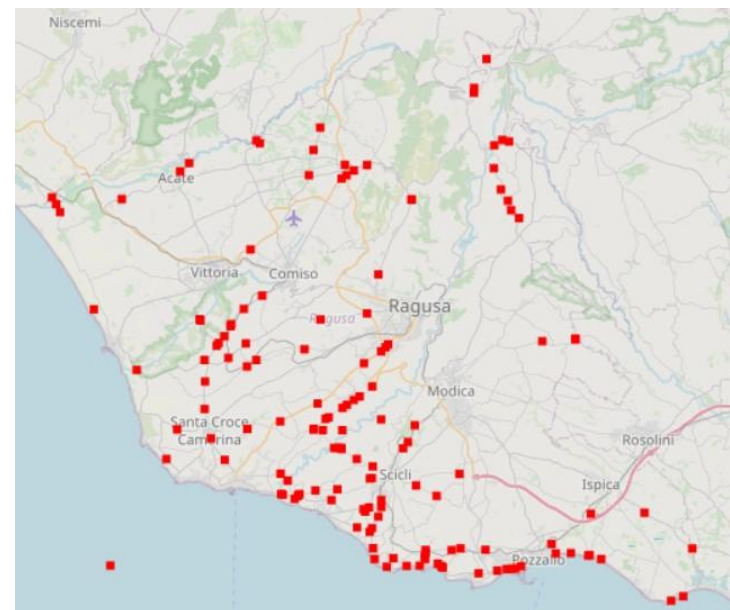 Niscemi
Acate
Vittoria
Comiso
Ragusa
Ragusa
Modica
Santa Croce
Camerina
Scicli
Rosolini
Ispica
Pozzallo